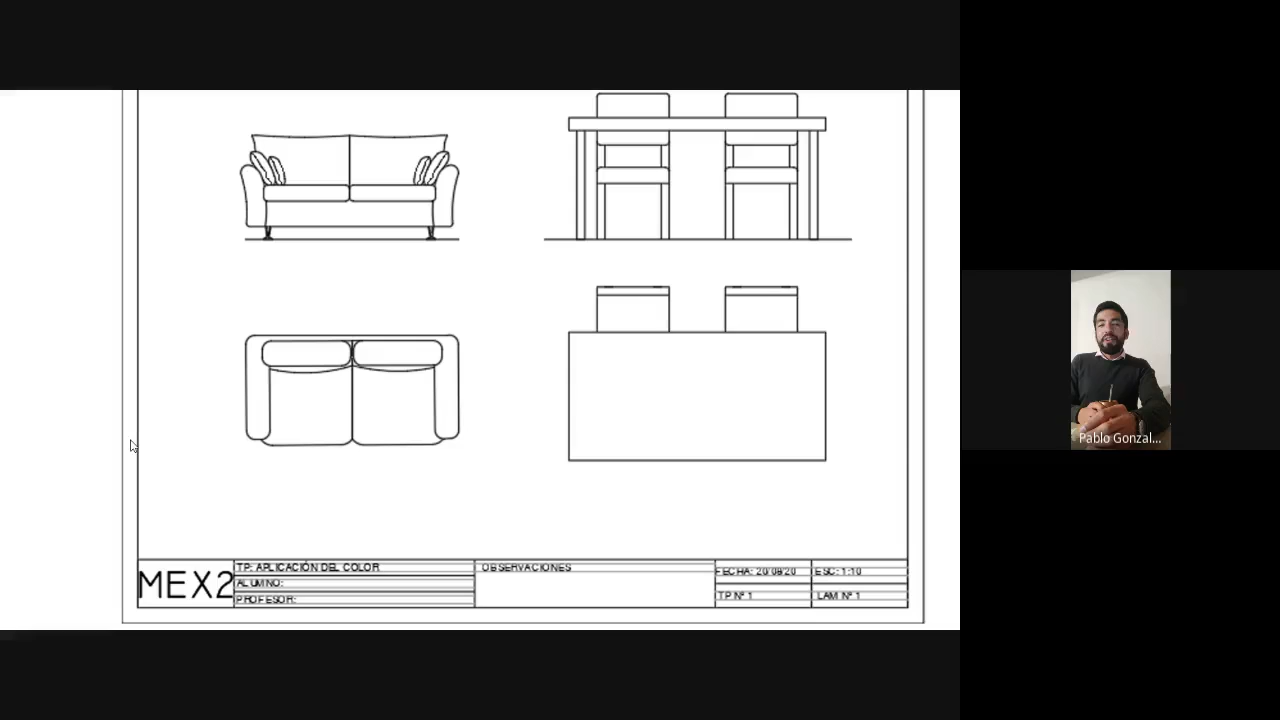 MEX2
TP: APLICACIÓN DEL COLOR
ALUMNO:
PROFESOR:
OBSERVACIONES
FECHA: 20/08/20
ESC: 1:10
TP Nº 1
LAM Nº 1
Pablo Gonzal...